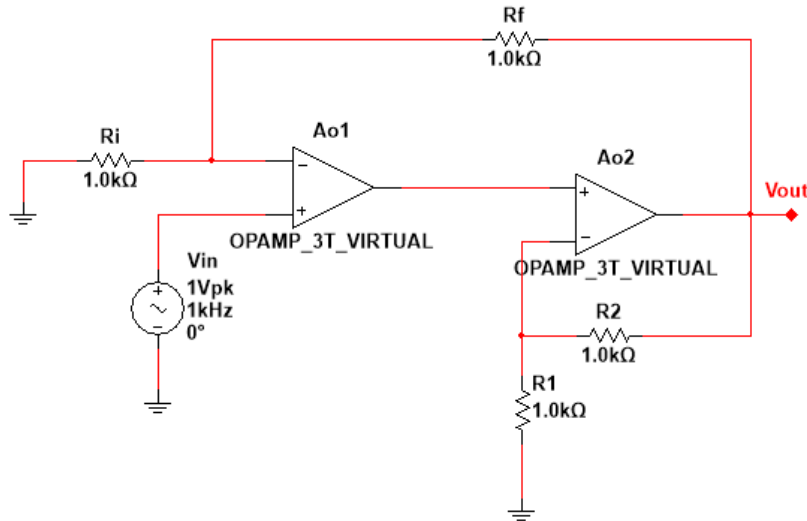 Rf
1.0kΩ
Ao1
Ri
1.0kΩ
−
+
OPAMP_3T_VIRTUAL
Ao2
+
−
OPAMP_3T_VIRTUAL
Vout
Vin
+
−
1Vpk
1kHz
0°
R2
1.0kΩ
R1
1.0kΩ